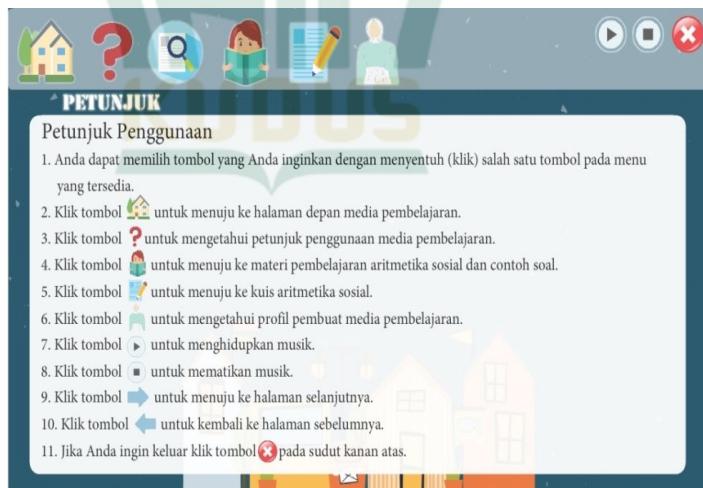 KUDUS
PETUNJUK
Petunjuk Penggunaan
1. Anda dapat memilih tombol yang Anda inginkan dengan menyentuh (klik) salah satu tombol pada menu
yang tersedia.
2. Klik tombol untuk menuju ke halaman depan media pembelajaran.
3. Klik tombol untuk mengetahui petunjuk penggunaan media pembelajaran.
4. Klik tombol untuk menuju ke materi pembelajaran aritmetika sosial dan contoh soal.
5. Klik tombol untuk menuju ke kuis aritmetika sosial.
6. Klik tombol untuk mengetahui profil pembuat media pembelajaran.
7. Klik tombol untuk menghidupkan musik.
8. Klik tombol untuk mematikan musik.
9. Klik tombol untuk menuju ke halaman selanjutnya.
10. Klik tombol untuk kembali ke halaman sebelumnya.
11. Jika Anda ingin keluar klik tombol pada sudut kanan atas.